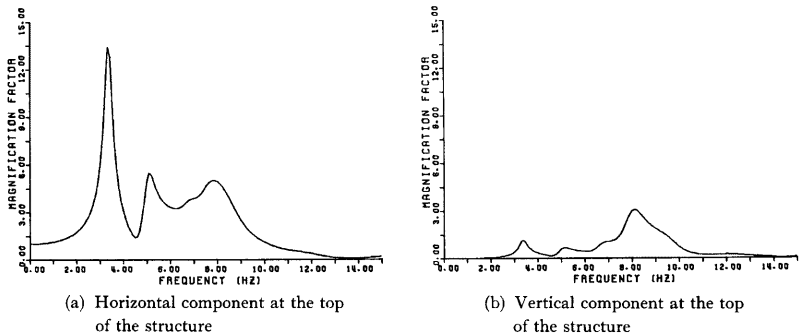 MAGNIFICATION FACTOR
15.00
12.00
9.00
6.00
3.00
0.00
0.00 2.00 4.00 6.00 8.00 10.00 12.00 14.00
FREQUENCT (HZ)
(a) Horizontal component at the top
of the structure
MAGNIFICATION FACTOR
15.00
12.00
9.00
6.00
3.00
0.00
0.00 2.00 4.00 6.00 8.00 10.00 12.00 14.00
FREQUENCT (HZ)
(b) Vertical component at the top
of the structure